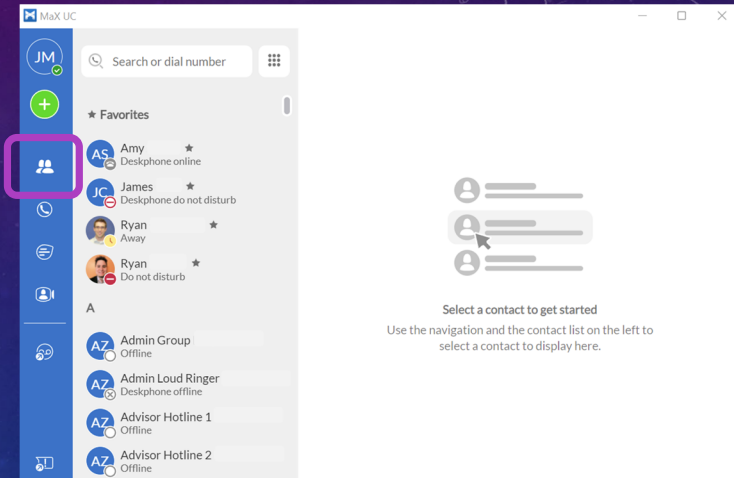 MaX UC
JM
Search or dial number
★ Favorites
AS Amy ★
Deskphone online
JC James ★
Deskphone do not disturb
Ryan ★
Away
Ryan ★
Do not disturb
A
AZ Admin Group
Offline
AZ Admin Loud Ringer
Deskphone offline
AZ Advisor Hotline 1
Offline
AZ Advisor Hotline 2
Offline
Select a contact to get started
Use the navigation and the contact list on the left to
select a contact to display here.